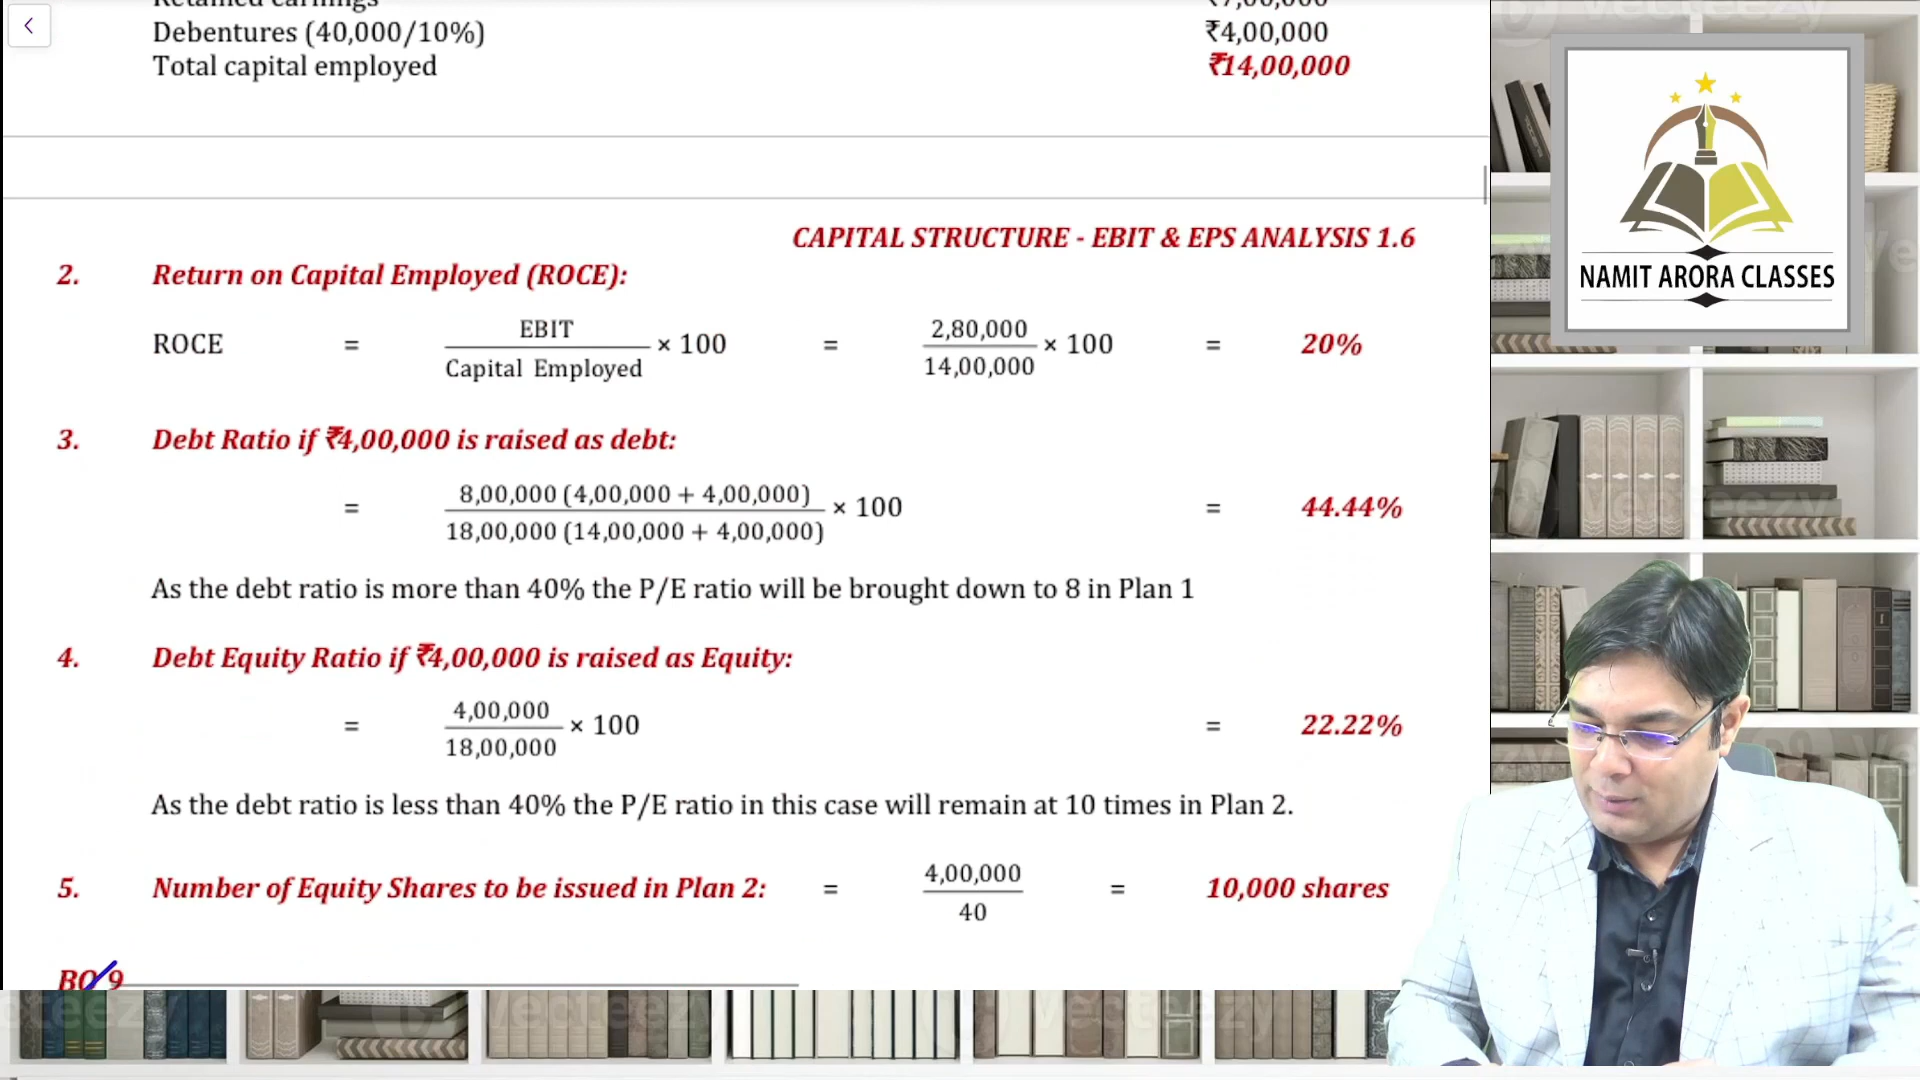 Retained earnings ₹7,00,000
Debentures (40,000/10%) ₹4,00,000
Total capital employed ₹14,00,000
CAPITAL STRUCTURE - EBIT & EPS ANALYSIS 1.6
2. Return on Capital Employed (ROCE):
ROCE = EBIT / Capital Employed × 100 = 2,80,000 / 14,00,000 × 100 = 20%
3. Debt Ratio if ₹4,00,000 is raised as debt:
= 8,00,000 (4,00,000 + 4,00,000) / 18,00,000 (14,00,000 + 4,00,000) × 100 = 44.44%
As the debt ratio is more than 40% the P/E ratio will be brought down to 8 in Plan 1
4. Debt Equity Ratio if ₹4,00,000 is raised as Equity:
= 4,00,000 / 18,00,000 × 100 = 22.22%
As the debt ratio is less than 40% the P/E ratio in this case will remain at 10 times in Plan 2.
5. Number of Equity Shares to be issued in Plan 2: = 4,00,000 / 40 = 10,000 shares
BQ 9
NAMIT ARORA CLASSES
vecteezy